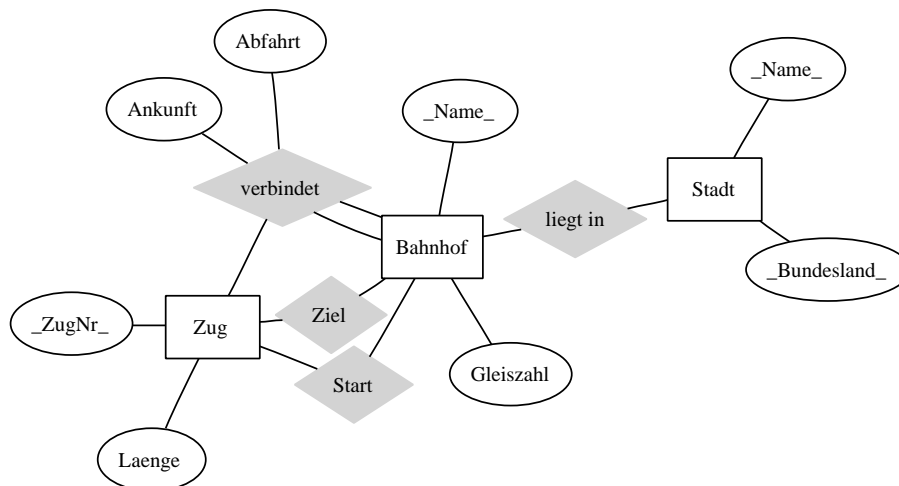 Abfahrt
Ankunft
_Name_
_Name_
verbindet
Stadt
liegt in
Bahnhof
_Bundesland_
_ZugNr_
Zug
Ziel
Start
Gleiszahl
Laenge